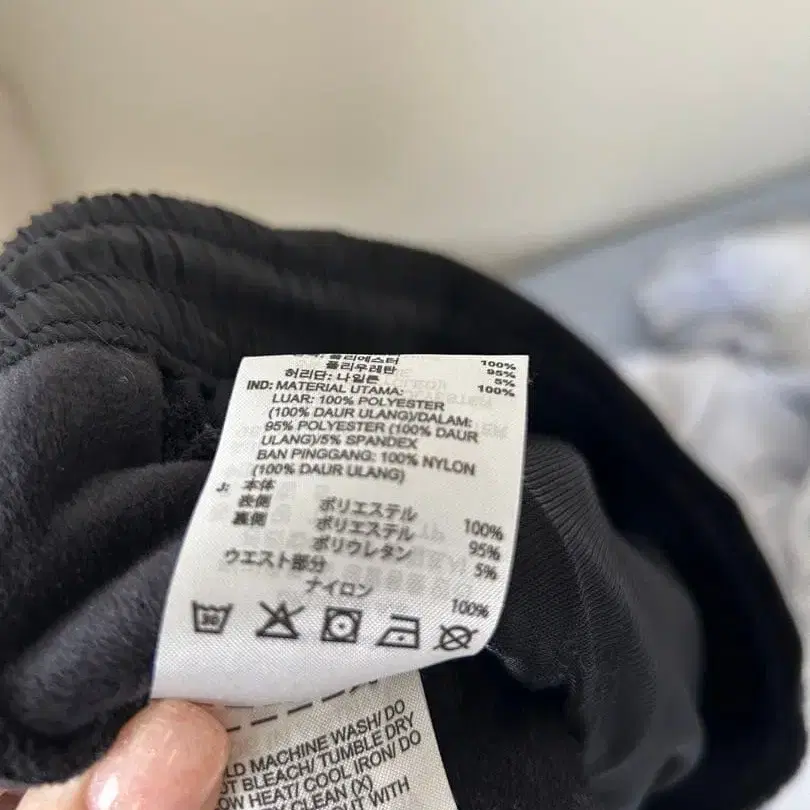 폴리에스터 100%
폴리우레탄 95%
허리단: 나일론 5%
100%
IND: MATERIAL UTAMA:
LUAR: 100% POLYESTER
(100% DAUR ULANG)/DALAM:
95% POLYESTER (100% DAUR
ULANG)/5% SPANDEX
BAN PINGGANG: 100% NYLON
(100% DAUR ULANG)
J: 本体
表側 ポリエステル 100%
裏側 ポリエステル 95%
ポリウレタン 5%
ウエスト部分
ナイロン 100%
30
MACHINE WASH/ DO
BLEACH/ TUMBLE DRY
LOW HEAT/ COOL IRON/ DO
CLEAN (X)
WITH